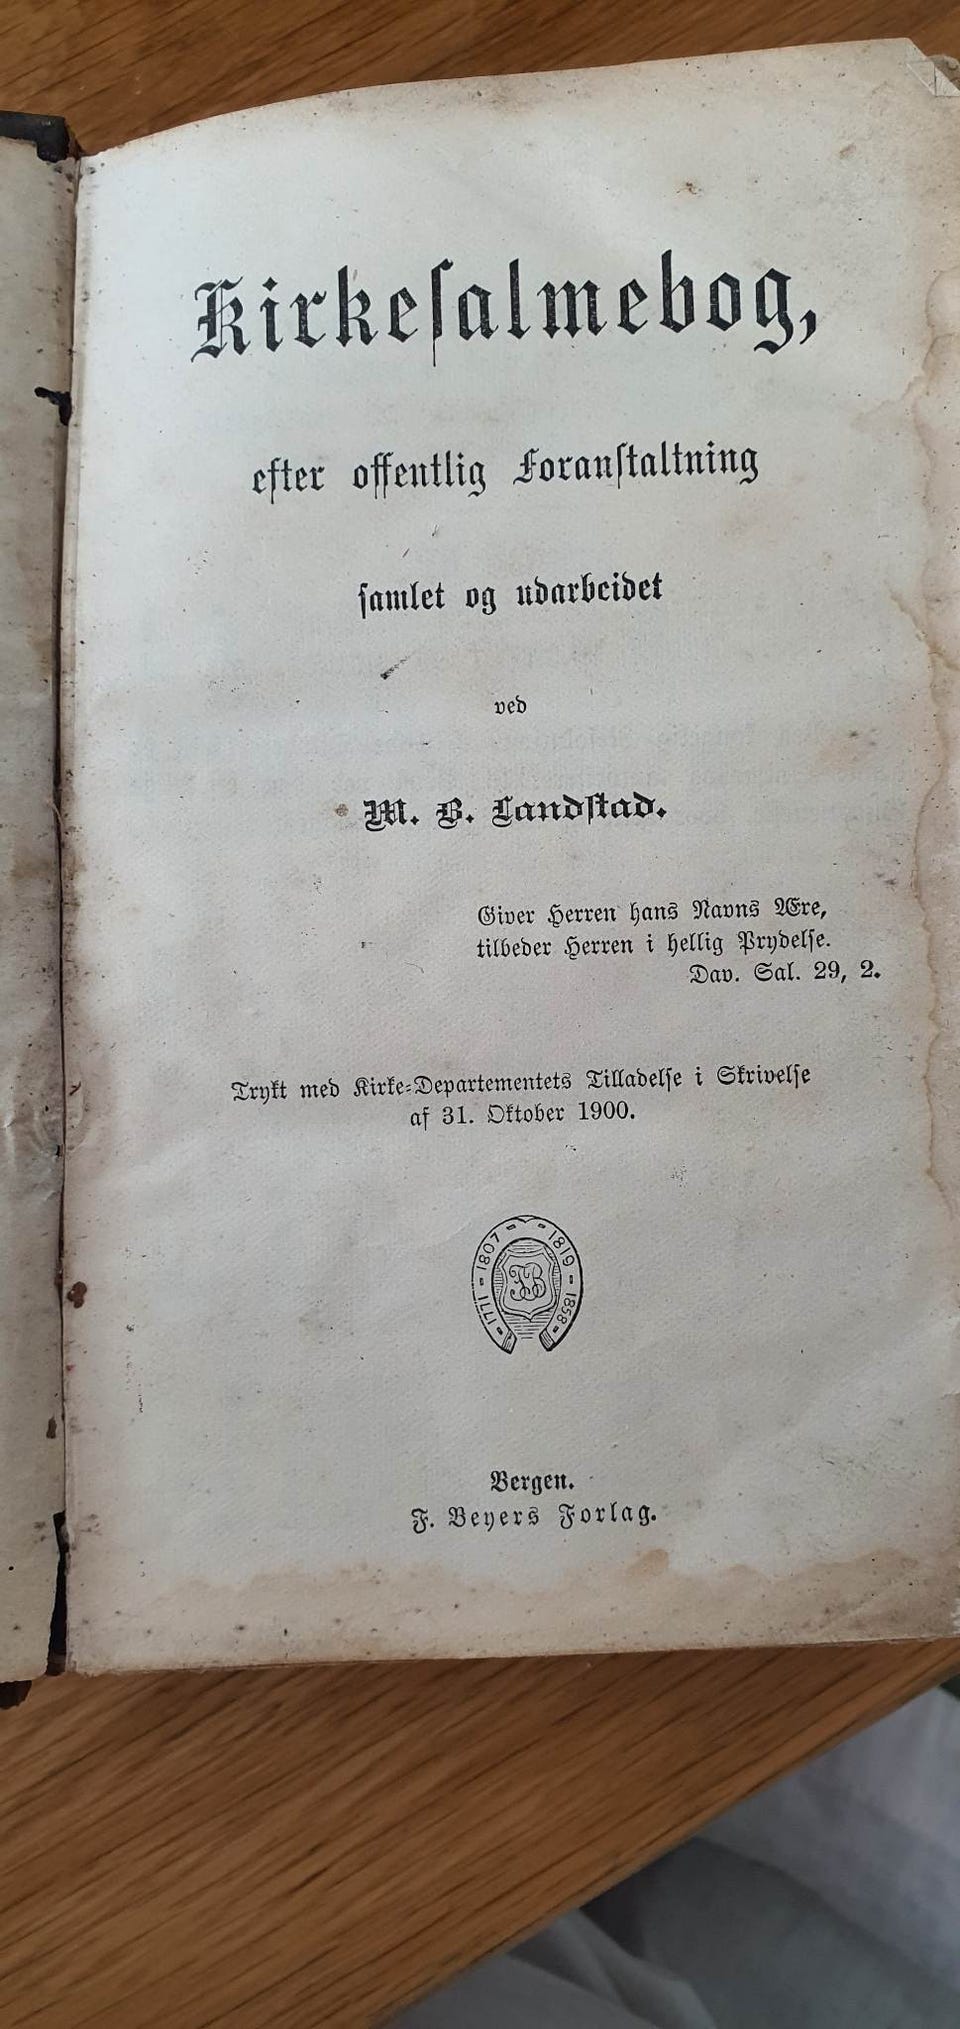 Kirkesalmebog,
efter offentlig Foranstaltning
samlet og udarbeidet
ved
M. B. Landstad.
Giver Herren hans Navns Ære,
tilbeder Herren i hellig Prydelse.
Dav. Sal. 29, 2.
Trykt med Kirke-Departementets Tilladelse i Skrivelse
af 31. Oktober 1900.
1771 - 1807 - 1819 - 1858
FB
Bergen.
F. Beyers Forlag.